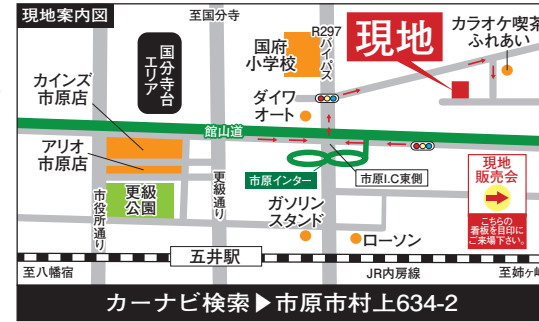 現地案内図
至国分寺
国分寺台
エリア
国府
小学校
R297
バイパス
現地
カラオケ喫茶
ふれあい
カインズ
市原店
ダイワ
オート
館山道
アリオ
市原店
市原インター
市原I.C東側
現地
販売会
こちらの
看板を目印に
ご来場下さい。
更級
公園
市役所通り
更級通り
ガソリン
スタンド
ローソン
五井駅
至八幡宿
JR内房線
至姉ヶ
カーナビ検索▶市原市村上634-2